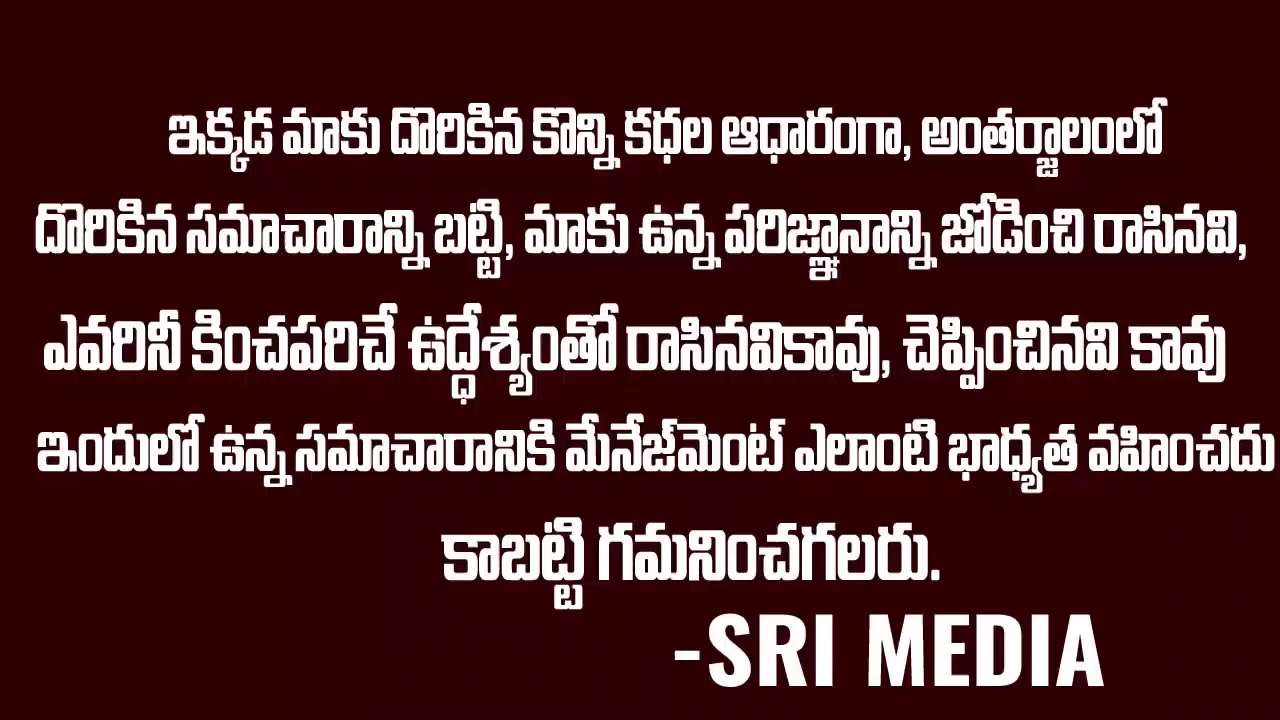 ఇక్కడ మాకు దొరికిన కొన్ని కధల ఆధారంగా, అంతర్జాలంలో
దొరికిన సమాచారాన్ని బట్టి, మాకు ఉన్న పరిజ్ఞానాన్ని జోడించి రాసినవి,
ఎవరినీ కించపరిచే ఉద్ధేశ్యంతో రాసినవికావు, చెప్పించినవి కావు
ఇందులో ఉన్న సమాచారానికి మేనేజ్‌మెంట్ ఎలాంటి భాధ్యత వహించదు
కాబట్టి గమనించగలరు.
-SRI MEDIA